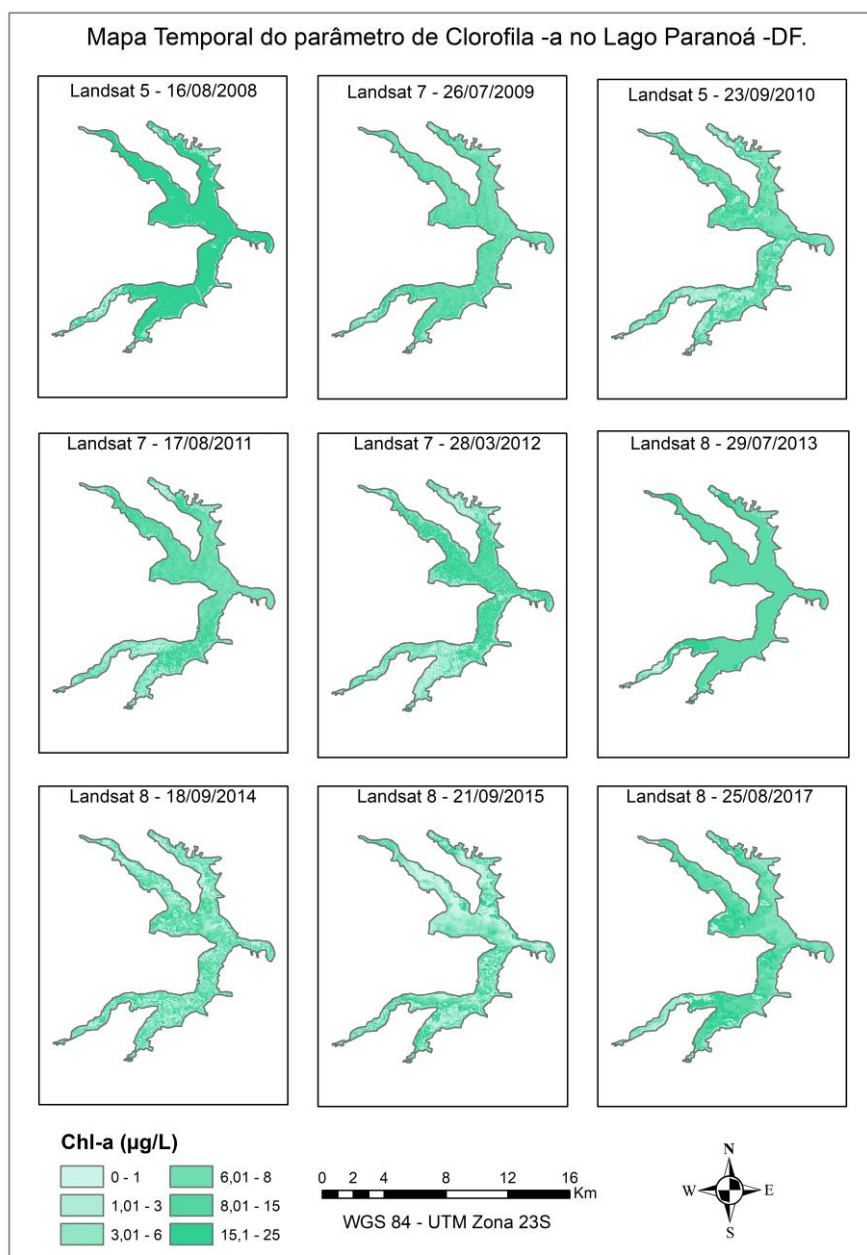 Mapa Temporal do parâmetro de Clorofila -a no Lago Paranoá -DF.
Landsat 5 - 16/08/2008
Landsat 7 - 26/07/2009
Landsat 5 - 23/09/2010
Landsat 7 - 17/08/2011
Landsat 7 - 28/03/2012
Landsat 8 - 29/07/2013
Landsat 8 - 18/09/2014
Landsat 8 - 21/09/2015
Landsat 8 - 25/08/2017
Chl-a (µg/L)
0 - 1
1,01 - 3
3,01 - 6
6,01 - 8
8,01 - 15
15,1 - 25
0 2 4 8 12 16
Km
WGS 84 - UTM Zona 23S
N
W E
S